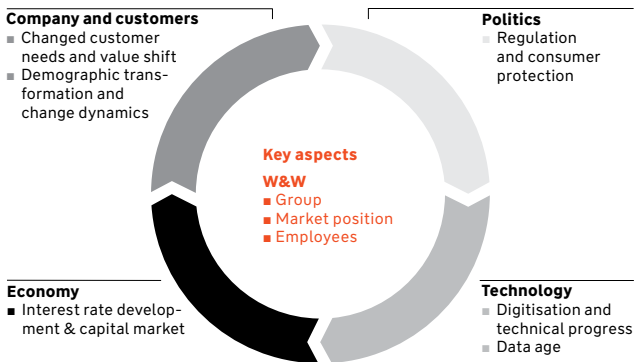 Company and customers
■ Changed customer
needs and value shift
■ Demographic trans-
formation and
change dynamics
Politics
■ Regulation
and consumer
protection
Key aspects
W&W
■ Group
■ Market position
■ Employees
Economy
■ Interest rate develop-
ment & capital market
Technology
■ Digitisation and
technical progress
■ Data age